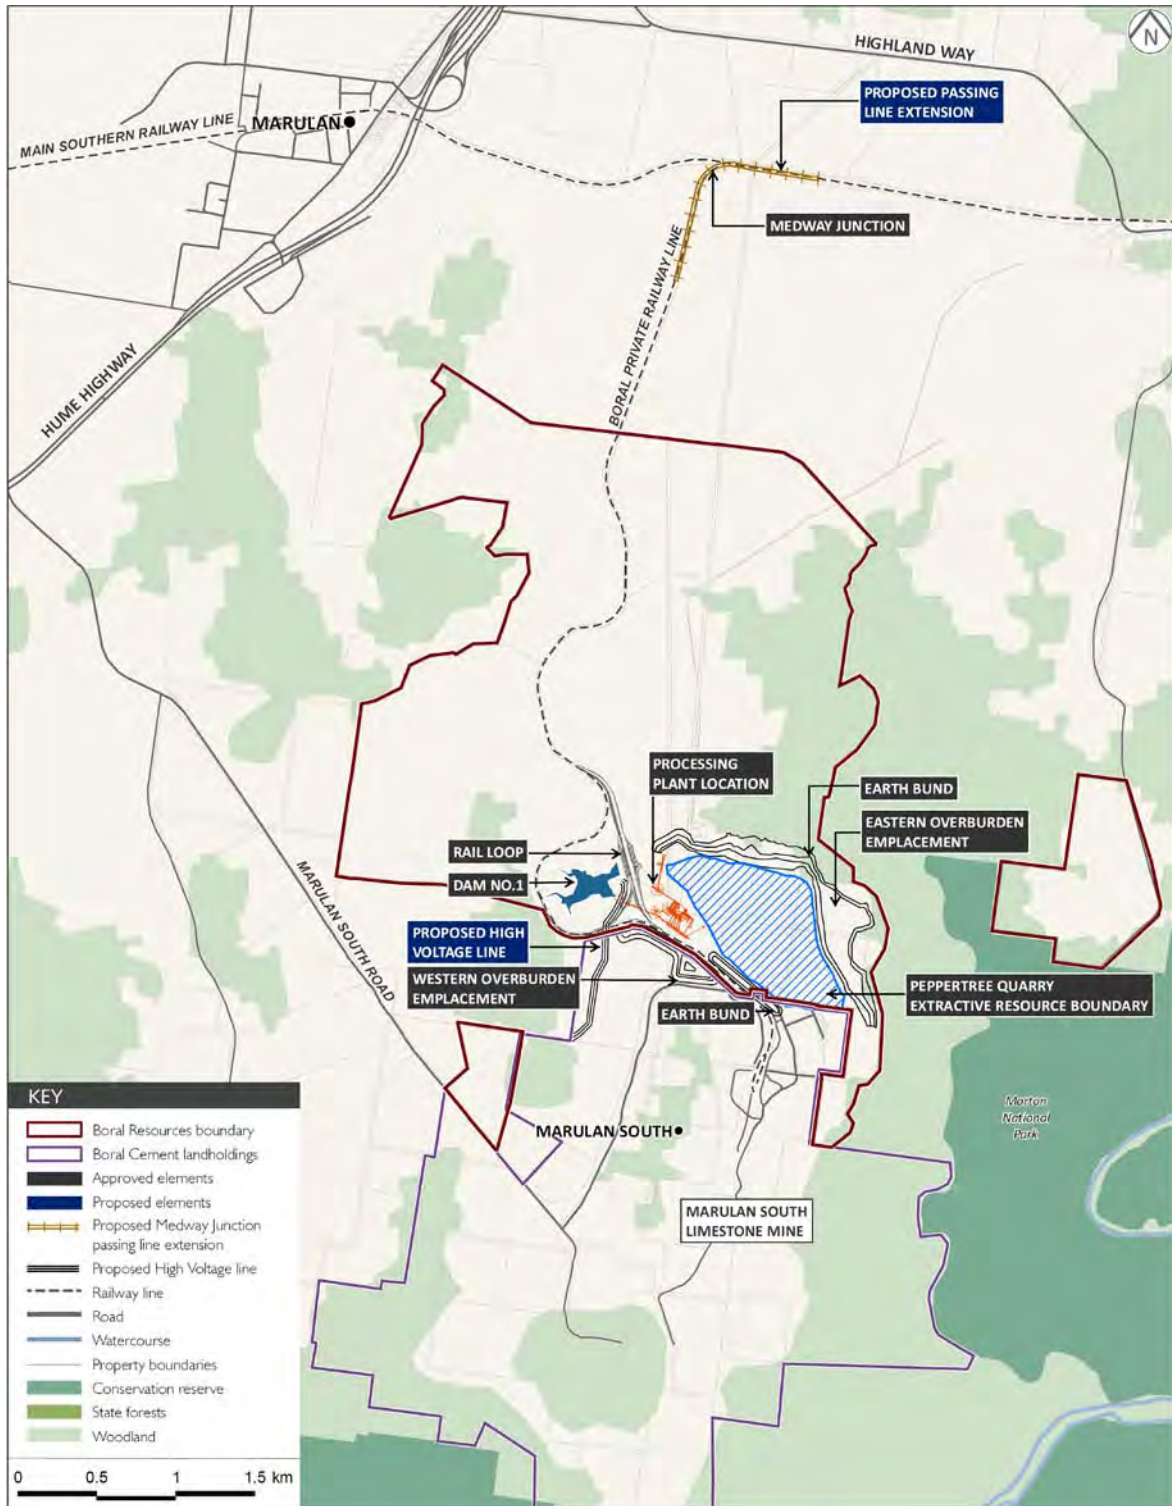 N
HIGHLAND WAY
PROPOSED PASSING
LINE EXTENSION
MAIN SOUTHERN RAILWAY LINE
MARULAN
MEDWAY JUNCTION
BORAL PRIVATE RAILWAY LINE
HUME HIGHWAY
PROCESSING
PLANT LOCATION
EARTH BUND
EASTERN OVERBURDEN
EMPLACEMENT
RAIL LOOP
DAM NO.1
MARULAN SOUTH ROAD
PROPOSED HIGH
VOLTAGE LINE
WESTERN OVERBURDEN
EMPLACEMENT
PEPPERTREE QUARRY
EXTRACTIVE RESOURCE BOUNDARY
EARTH BUND
Morton
National
Park
MARULAN SOUTH
MARULAN SOUTH
LIMESTONE MINE
KEY
Boral Resources boundary
Boral Cement landholdings
Approved elements
Proposed elements
Proposed Medway Junction
passing line extension
Proposed High Voltage line
Railway line
Road
Watercourse
Property boundaries
Conservation reserve
State forests
Woodland
0 0.5 1 1.5 km